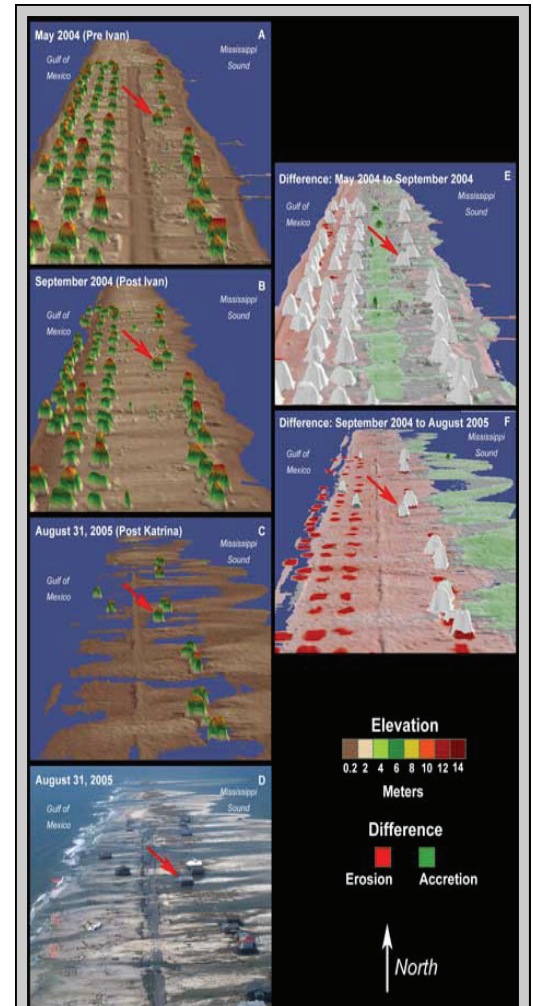 May 2004 (Pre Ivan)
A
Gulf of
Mexico
Mississippi
Sound
September 2004 (Post Ivan)
B
Gulf of
Mexico
Mississippi
Sound
August 31, 2005 (Post Katrina)
C
Gulf of
Mexico
Mississippi
Sound
August 31, 2005
D
Gulf of
Mexico
Mississippi
Sound
Difference: May 2004 to September 2004
E
Gulf of
Mexico
Mississippi
Sound
Difference: September 2004 to August 2005
F
Gulf of
Mexico
Mississippi
Sound
Elevation
0.2 2 4 6 8 10 12 14
Meters
Difference
Erosion Accretion
North